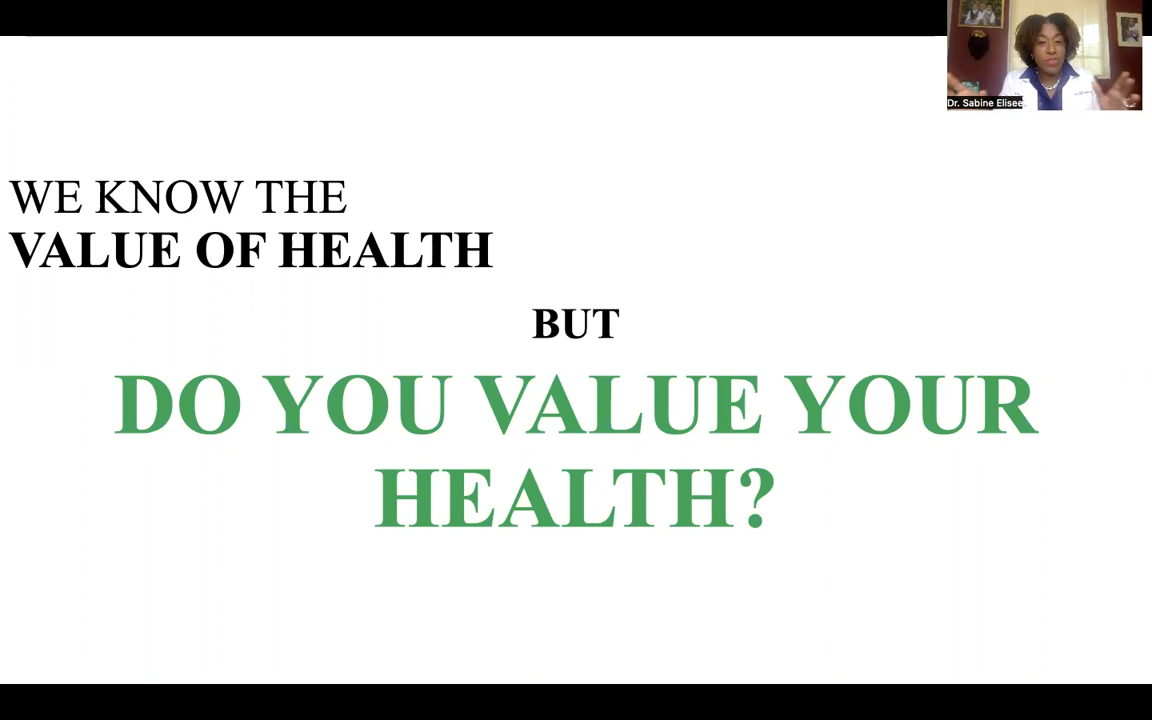 Dr. Sabine Elisee
WE KNOW THE
VALUE OF HEALTH
BUT
DO YOU VALUE YOUR
HEALTH?